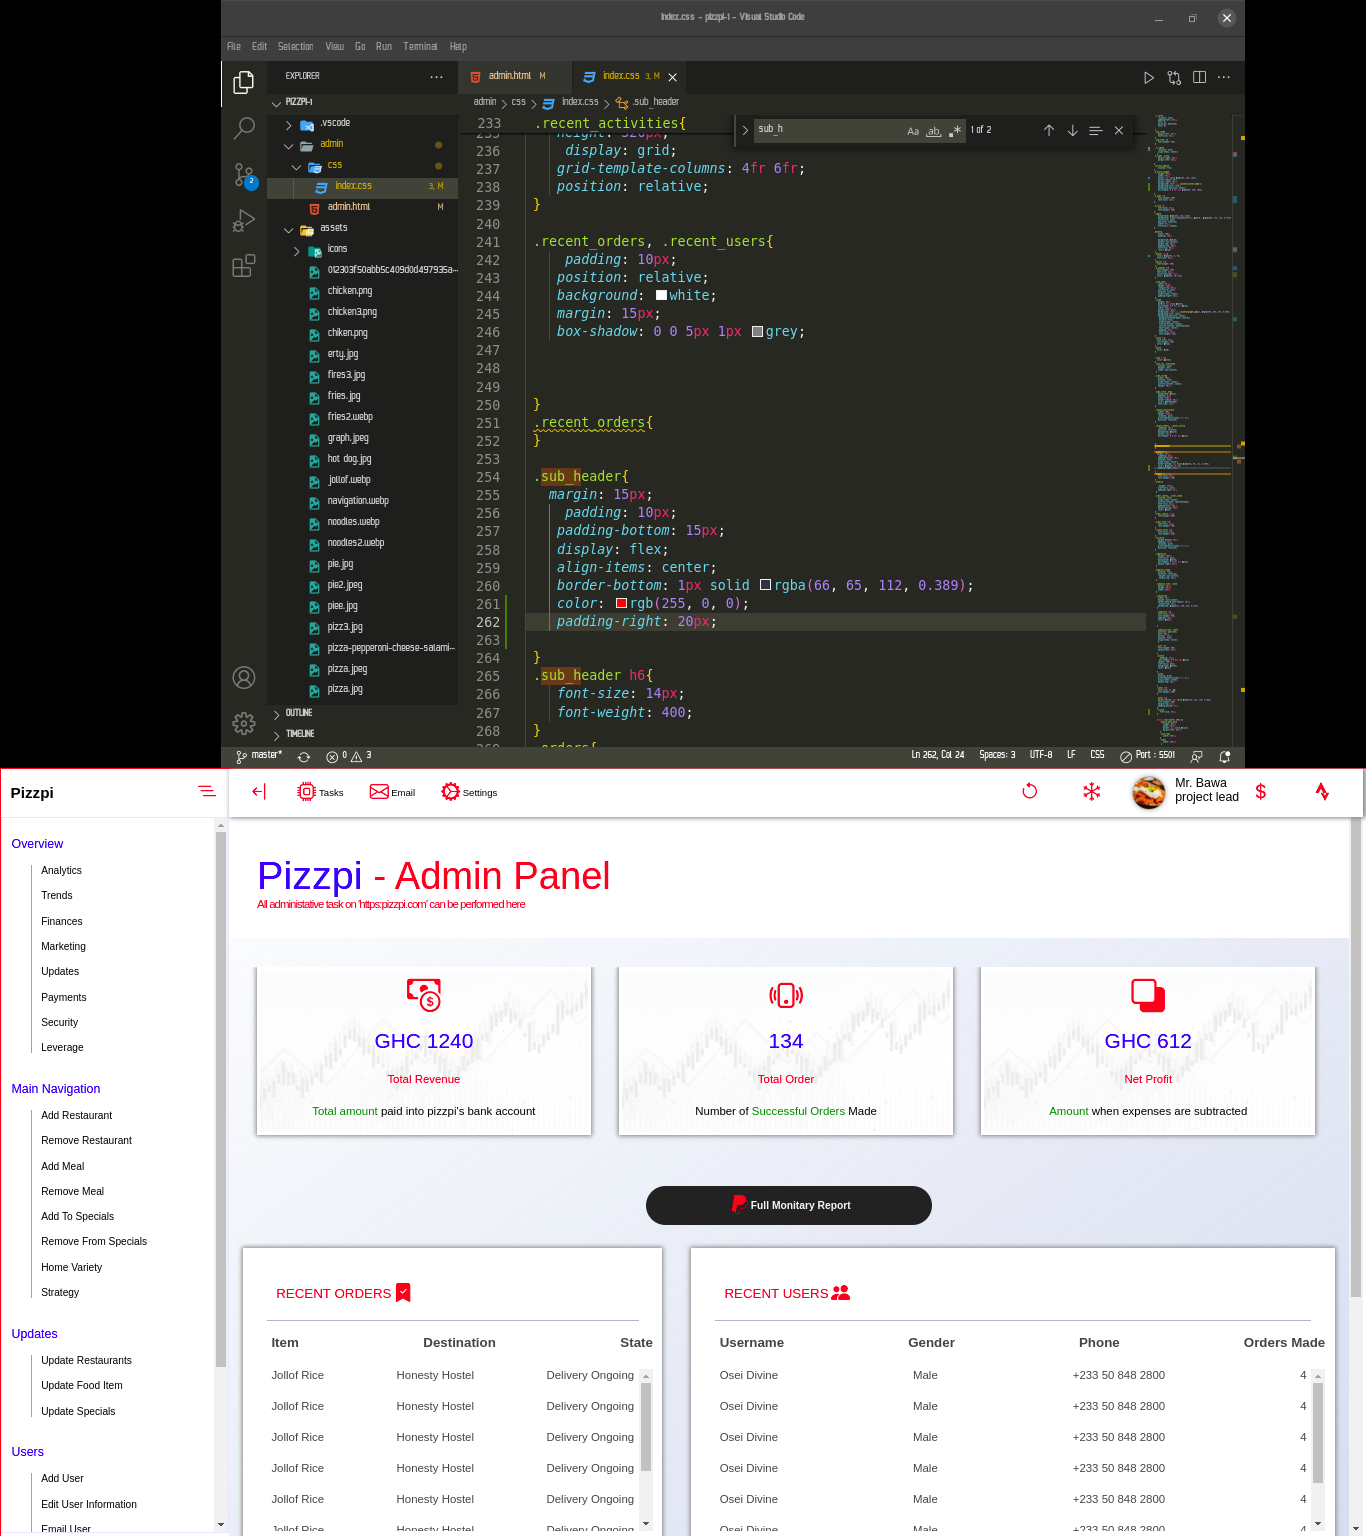 index.css - pizzpi-1 - Visual Studio Code
File Edit Selection View Go Run Terminal Help
EXPLORER
admin.html M
index.css 3, M
PIZZPI-1
admin > css > index.css > .sub_header
.vscode
admin
css
index.css 3, M
admin.html M
assets
icons
012303f50abb5c409d0d497935a...
chicken.png
chicken3.png
chiken.png
erty.jpg
fires3.jpg
fries.jpg
fries2.webp
graph.jpeg
hot dog.jpg
jollof.webp
navigation.webp
noodles.webp
noodles2.webp
pie.jpg
pie2.jpeg
piee.jpg
pizz3.jpg
pizza-pepperoni-cheese-salami-...
pizza.jpeg
pizza.jpg
OUTLINE
TIMELINE
2
sub_h Aa ab 1 of 2
233 .recent_activities{
235 height: 520px;
236 display: grid;
237 grid-template-columns: 4fr 6fr;
238 position: relative;
239 }
240
241 .recent_orders, .recent_users{
242 padding: 10px;
243 position: relative;
244 background: white;
245 margin: 15px;
246 box-shadow: 0 0 5px 1px grey;
247
248
249
250 }
251 .recent_orders{
252 }
253
254 .sub_header{
255 margin: 15px;
256 padding: 10px;
257 padding-bottom: 15px;
258 display: flex;
259 align-items: center;
260 border-bottom: 1px solid rgba(66, 65, 112, 0.389);
261 color: rgb(255, 0, 0);
262 padding-right: 20px;
263
264 }
265 .sub_header h6{
266 font-size: 14px;
267 font-weight: 400;
268 }
269 .orders{
master* 0 3 Ln 262, Col 24 Spaces: 3 UTF-8 LF CSS Port : 5501
Pizzpi
Tasks Email Settings
Mr. Bawa
project lead
Overview
Analytics
Trends
Finances
Marketing
Updates
Payments
Security
Leverage
Main Navigation
Add Restaurant
Remove Restaurant
Add Meal
Remove Meal
Add To Specials
Remove From Specials
Home Variety
Strategy
Updates
Update Restaurants
Update Food Item
Update Specials
Users
Add User
Edit User Information
Email User
Pizzpi - Admin Panel
All administative task on 'https:pizzpi.com' can be performed here
GHC 1240
Total Revenue
Total amount paid into pizzpi's bank account
134
Total Order
Number of Successful Orders Made
GHC 612
Net Profit
Amount when expenses are subtracted
Full Monitary Report
RECENT ORDERS
Item Destination State
Jollof Rice Honesty Hostel Delivery Ongoing
Jollof Rice Honesty Hostel Delivery Ongoing
Jollof Rice Honesty Hostel Delivery Ongoing
Jollof Rice Honesty Hostel Delivery Ongoing
Jollof Rice Honesty Hostel Delivery Ongoing
Jollof Rice Honesty Hostel Delivery Ongoing
RECENT USERS
Username Gender Phone Orders Made
Osei Divine Male +233 50 848 2800 4
Osei Divine Male +233 50 848 2800 4
Osei Divine Male +233 50 848 2800 4
Osei Divine Male +233 50 848 2800 4
Osei Divine Male +233 50 848 2800 4
Osei Divine Male +233 50 848 2800 4